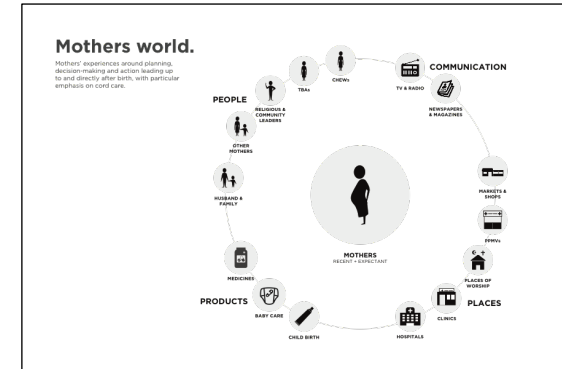 Mothers world.
Mothers' experiences around planning,
decision-making and action leading up
to and directly after birth, with particular
emphasis on cord care.
PEOPLE
HUSBAND &
FAMILY
OTHER
MOTHERS
RELIGIOUS &
COMMUNITY
LEADERS
TBAs
CHEWs
COMMUNICATION
TV & RADIO
NEWSPAPERS
& MAGAZINES
MARKETS &
SHOPS
PPMVs
PLACES OF
WORSHIP
PLACES
CLINICS
HOSPITALS
MOTHERS
RECENT + EXPECTANT
MEDICINES
PRODUCTS
BABY CARE
CHILD BIRTH